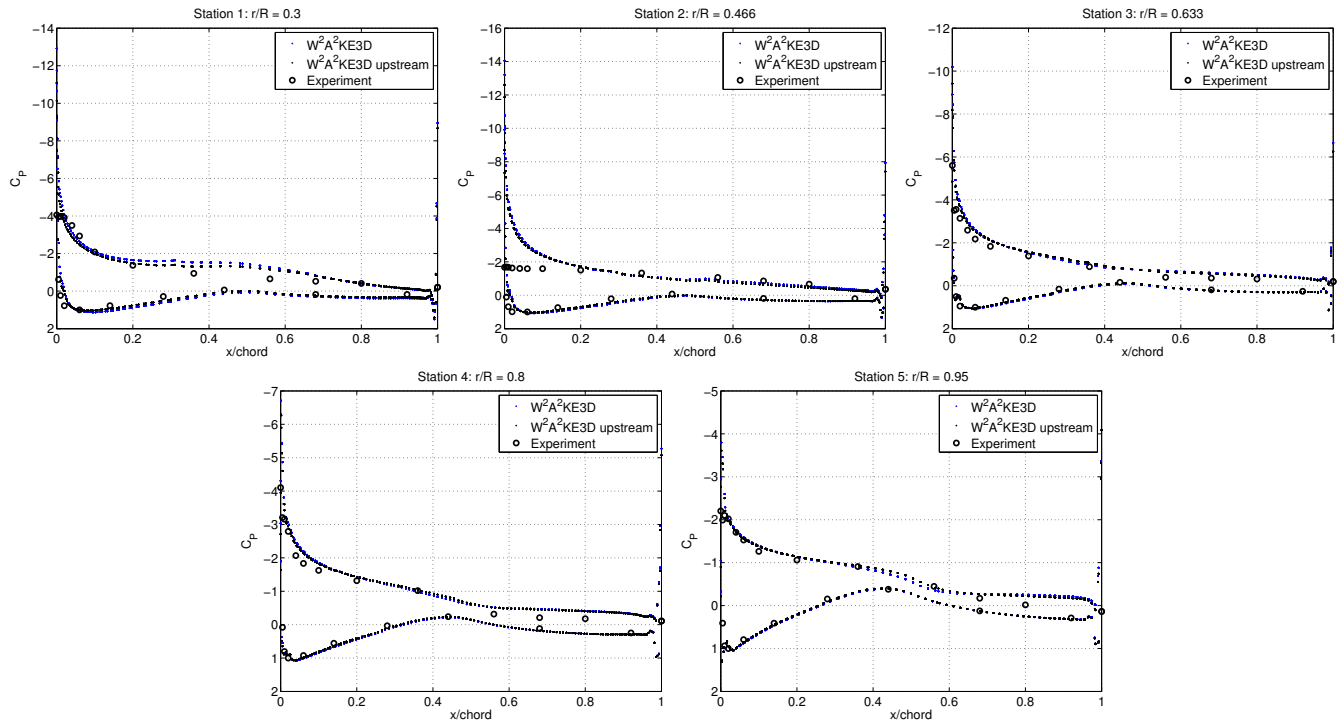 Station 1: r/R = 0.3
−14
−12
−10
−8
−6
−4
−2
0
2
C_P
0 0.2 0.4 0.6 0.8 1
x/chord
W²A²KE3D
W²A²KE3D upstream
Experiment
Station 2: r/R = 0.466
−16
−14
−12
−10
−8
−6
−4
−2
0
2
C_P
0 0.2 0.4 0.6 0.8 1
x/chord
W²A²KE3D
W²A²KE3D upstream
Experiment
Station 3: r/R = 0.633
−12
−10
−8
−6
−4
−2
0
2
C_P
0 0.2 0.4 0.6 0.8 1
x/chord
W²A²KE3D
W²A²KE3D upstream
Experiment
Station 4: r/R = 0.8
−7
−6
−5
−4
−3
−2
−1
0
1
2
C_P
0 0.2 0.4 0.6 0.8 1
x/chord
W²A²KE3D
W²A²KE3D upstream
Experiment
Station 5: r/R = 0.95
−5
−4
−3
−2
−1
0
1
2
C_P
0 0.2 0.4 0.6 0.8 1
x/chord
W²A²KE3D
W²A²KE3D upstream
Experiment